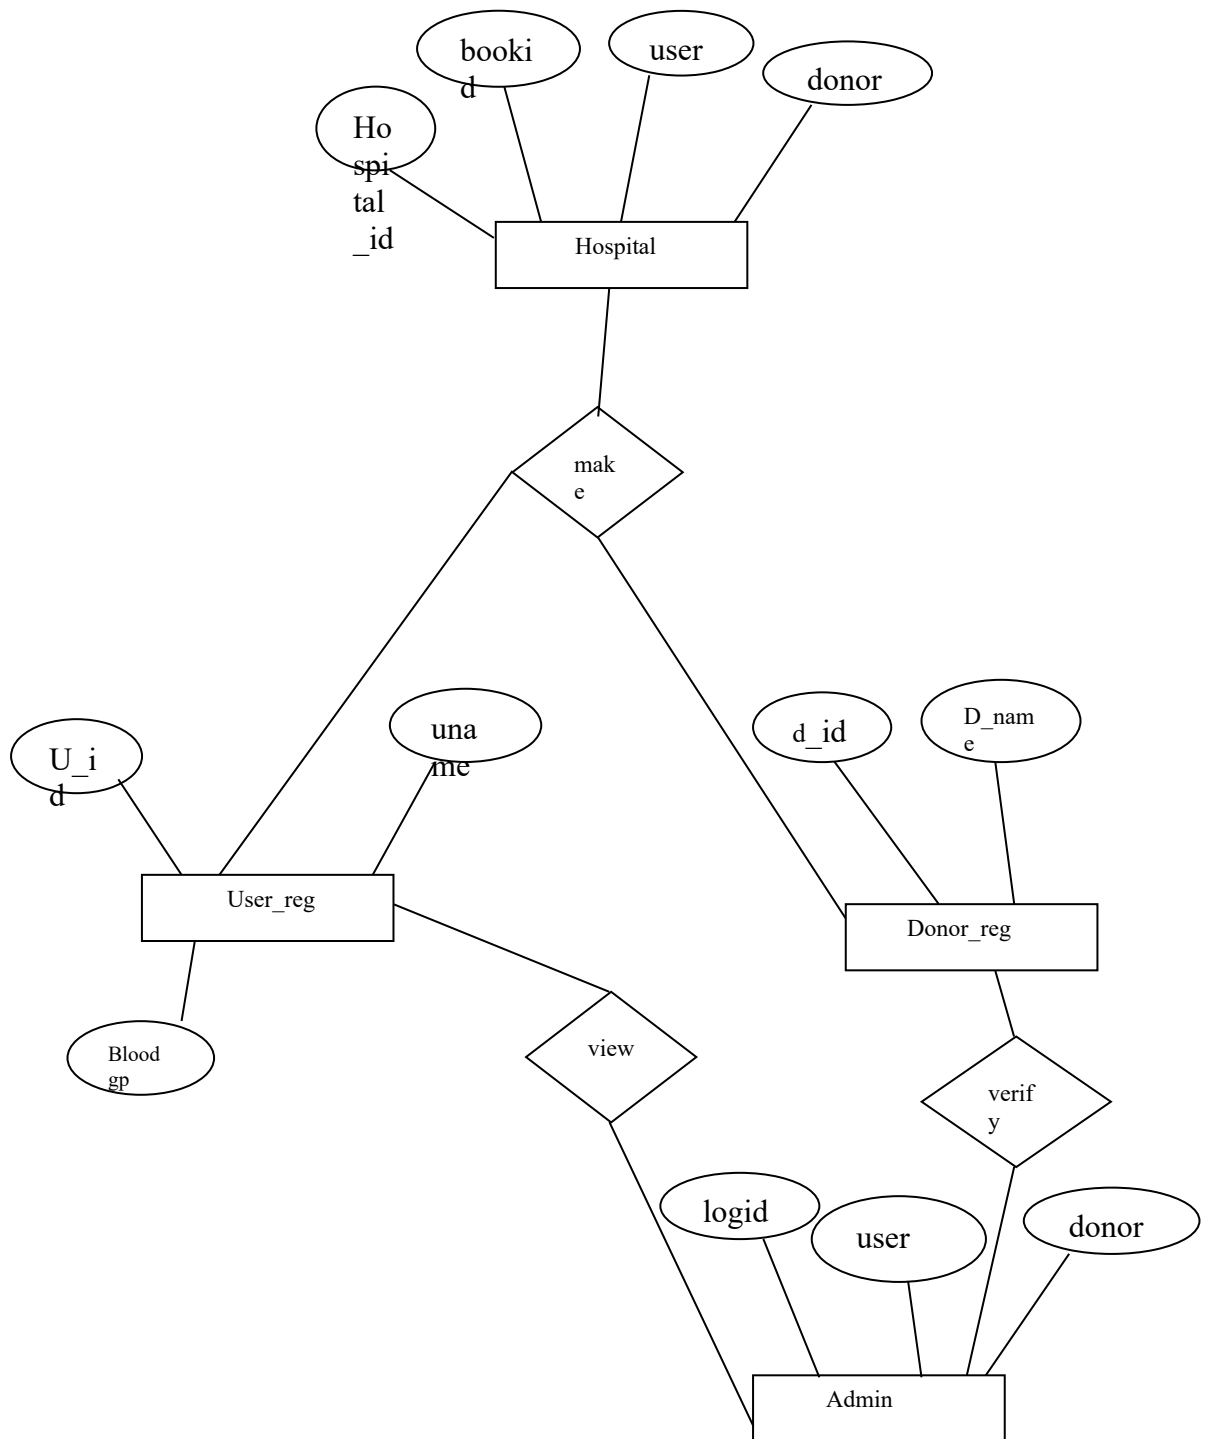 booki
d
user
donor
Ho
spi
tal
_id
Hospital
mak
e
U_i
d
una
me
d_id
D_nam
e
User_reg
Donor_reg
Blood
gp
view
verif
y
logid
user
donor
Admin